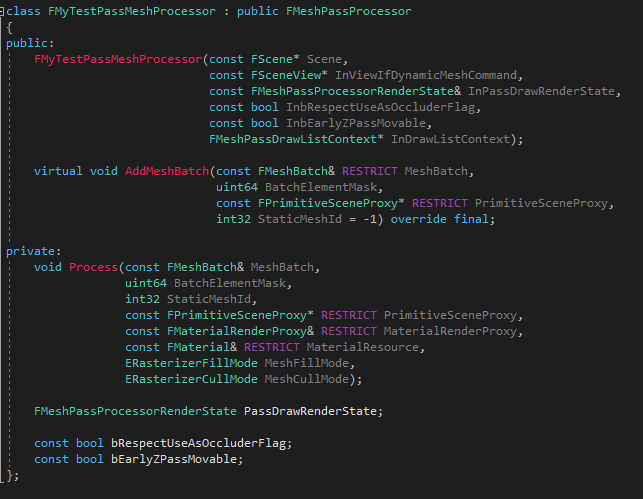 class FMyTestPassMeshProcessor : public FMeshPassProcessor
{
public:
    FMyTestPassMeshProcessor(const FScene* Scene,
                             const FSceneView* InViewIfDynamicMeshCommand,
                             const FMeshPassProcessorRenderState& InPassDrawRenderState,
                             const bool InbRespectUseAsOccluderFlag,
                             const bool InbEarlyZPassMovable,
                             FMeshPassDrawListContext* InDrawListContext);

    virtual void AddMeshBatch(const FMeshBatch& RESTRICT MeshBatch,
                              uint64 BatchElementMask,
                              const FPrimitiveSceneProxy* RESTRICT PrimitiveSceneProxy,
                              int32 StaticMeshId = -1) override final;

private:
    void Process(const FMeshBatch& MeshBatch,
                 uint64 BatchElementMask,
                 int32 StaticMeshId,
                 const FPrimitiveSceneProxy* RESTRICT PrimitiveSceneProxy,
                 const FMaterialRenderProxy& RESTRICT MaterialRenderProxy,
                 const FMaterial& RESTRICT MaterialResource,
                 ERasterizerFillMode MeshFillMode,
                 ERasterizerCullMode MeshCullMode);

    FMeshPassProcessorRenderState PassDrawRenderState;

    const bool bRespectUseAsOccluderFlag;
    const bool bEarlyZPassMovable;
};